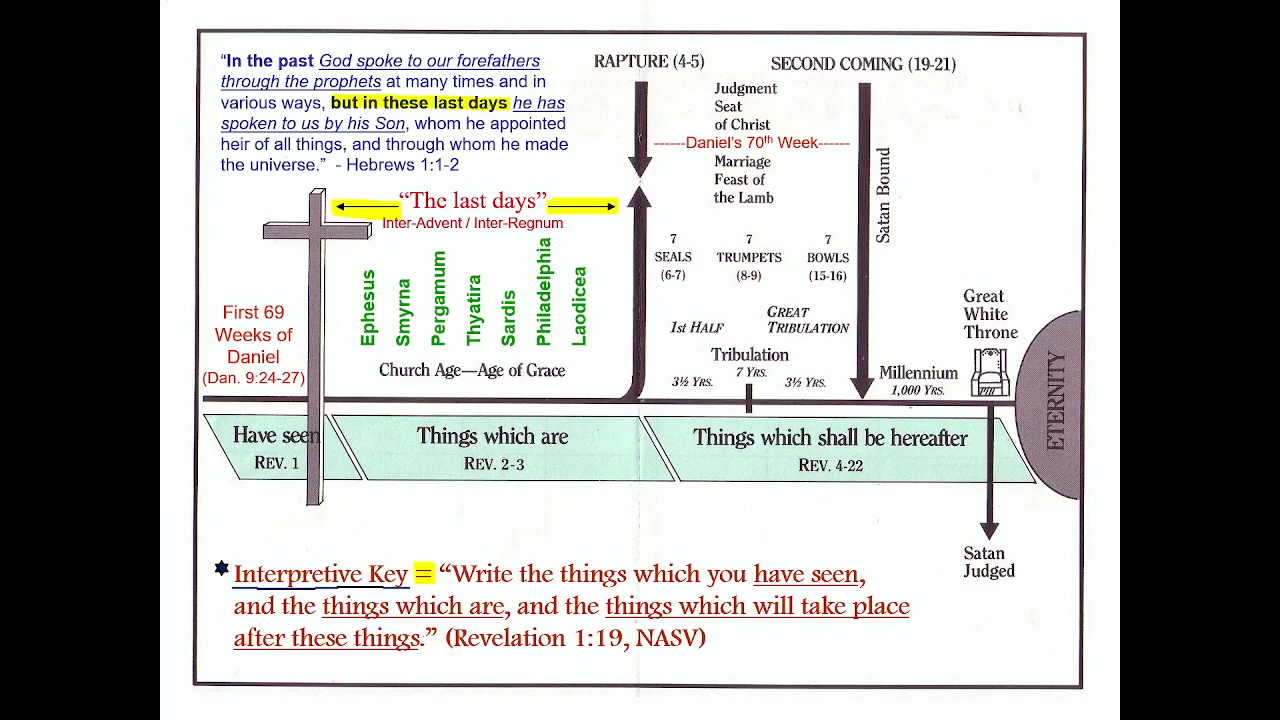 “In the past God spoke to our forefathers
through the prophets at many times and in
various ways, but in these last days he has
spoken to us by his Son, whom he appointed
heir of all things, and through whom he made
the universe.” - Hebrews 1:1-2
RAPTURE (4-5)
SECOND COMING (19-21)
Judgment
Seat
of Christ
------Daniel's 70th Week------
Marriage
Feast of
the Lamb
Satan Bound
“The last days”
Inter-Advent / Inter-Regnum
Ephesus
Smyrna
Pergamum
Thyatira
Sardis
Philadelphia
Laodicea
7
SEALS
(6-7)
7
TRUMPETS
(8-9)
7
BOWLS
(15-16)
First 69
Weeks of
Daniel
(Dan. 9:24-27)
1st HALF
GREAT
TRIBULATION
Great
White
Throne
Church Age—Age of Grace
Tribulation
7 YRS.
3½ YRS.
3½ YRS.
Millennium
1,000 YRS.
ETERNITY
Have seen
REV. 1
Things which are
REV. 2-3
Things which shall be hereafter
REV. 4-22
Satan
Judged
Interpretive Key = “Write the things which you have seen,
and the things which are, and the things which will take place
after these things.” (Revelation 1:19, NASV)